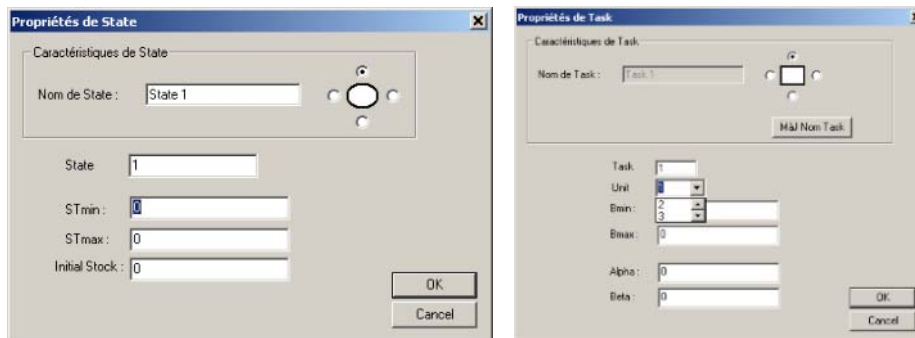 Propriétés de State
Caractéristiques de State
Nom de State : State 1
State 1
STmin : 0
STmax : 0
Initial Stock : 0
OK
Cancel
Propriétés de Task
Caractéristiques de Task
Nom de Task : Task 1
MàJ Nom Task
Task 1
Unit
2
Bmin :
3
Bmax : 0
Alpha : 0
Beta : 0
OK
Cancel